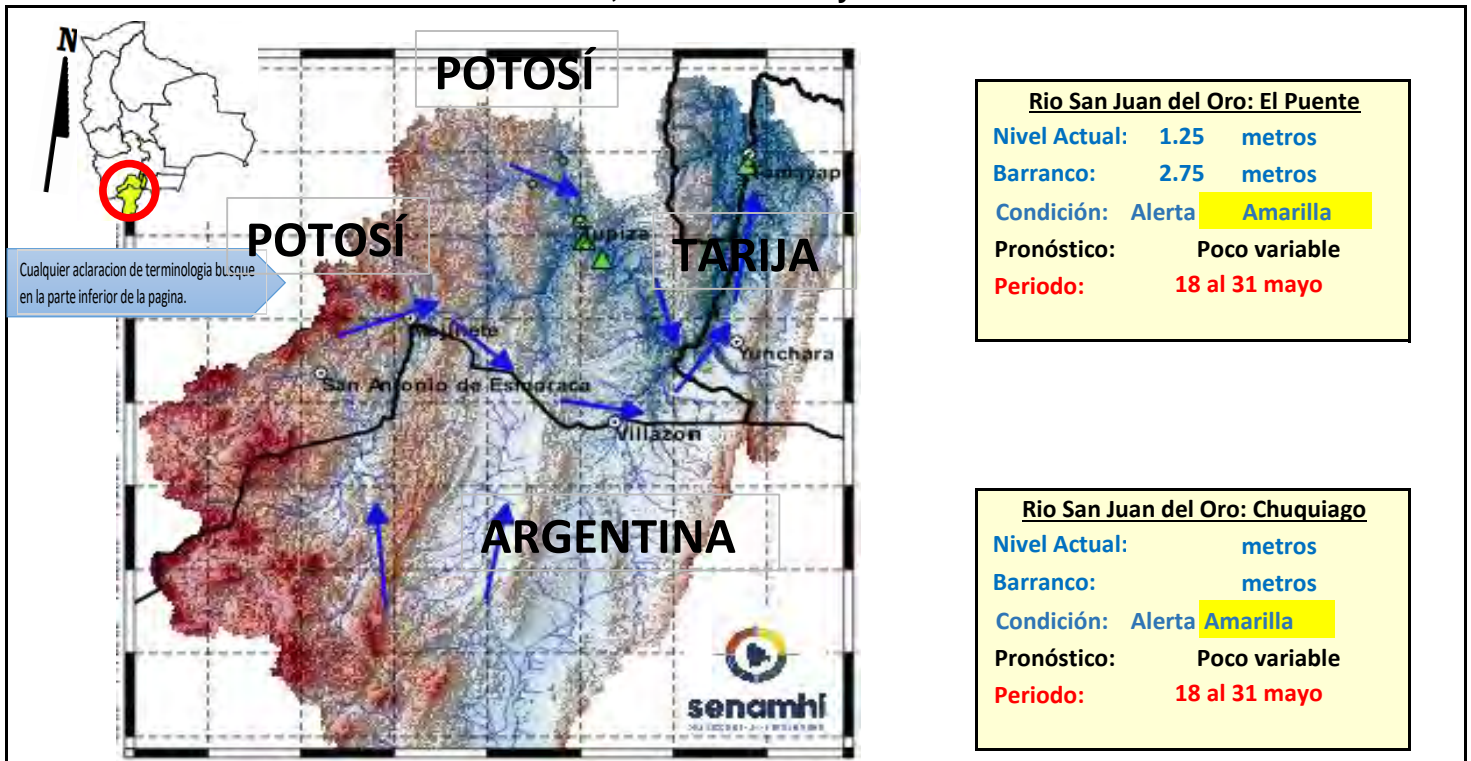 N
POTOSÍ
POTOSÍ
TARIJA
Tupiza
Cualquier aclaracion de terminologia busque
en la parte inferior de la pagina.
Yunchara
San Antonio de Esmoraca
Villazon
ARGENTINA
senamhi
Rio San Juan del Oro: El Puente
Nivel Actual: 1.25 metros
Barranco: 2.75 metros
Condición: Alerta Amarilla
Pronóstico: Poco variable
Periodo: 18 al 31 mayo
Rio San Juan del Oro: Chuquiago
Nivel Actual: metros
Barranco: metros
Condición: Alerta Amarilla
Pronóstico: Poco variable
Periodo: 18 al 31 mayo